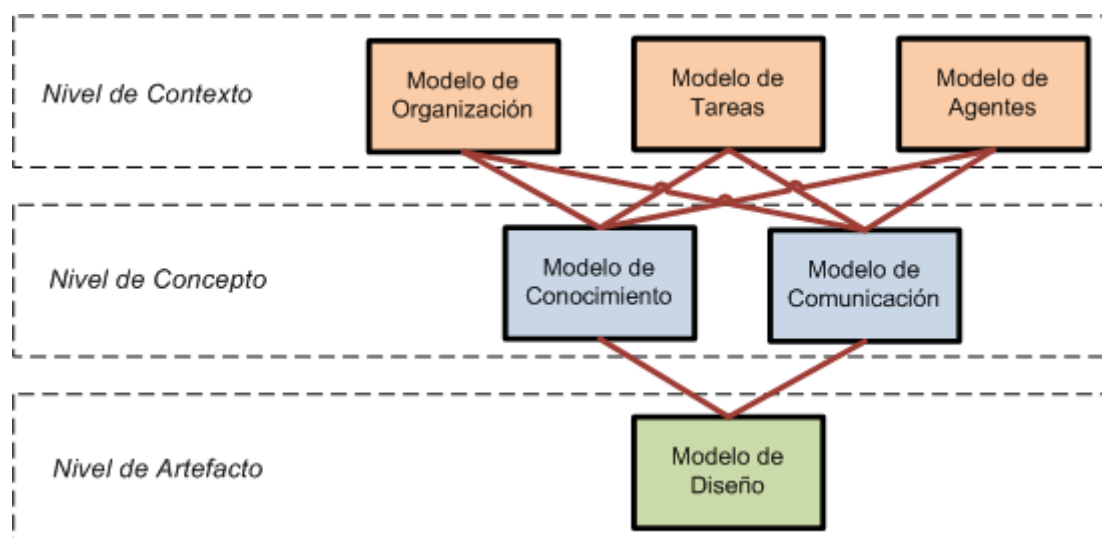 Nivel de Contexto
Modelo de
Organización
Modelo de
Tareas
Modelo de
Agentes
Nivel de Concepto
Modelo de
Conocimiento
Modelo de
Comunicación
Nivel de Artefacto
Modelo de
Diseño